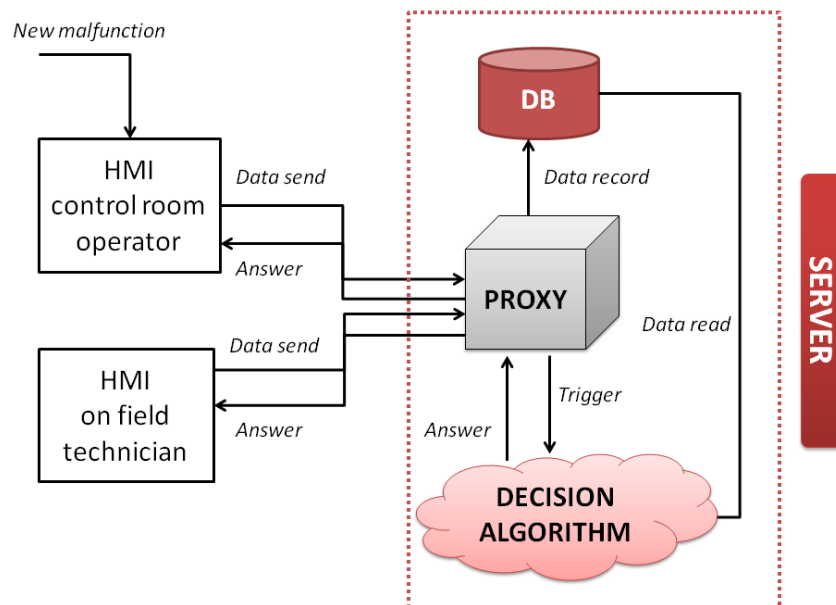 New malfunction
DB
HMI
control room
operator
Data send
Data record
Answer
PROXY
SERVER
Data read
Data send
HMI
on field
technician
Answer
Trigger
Answer
DECISION
ALGORITHM